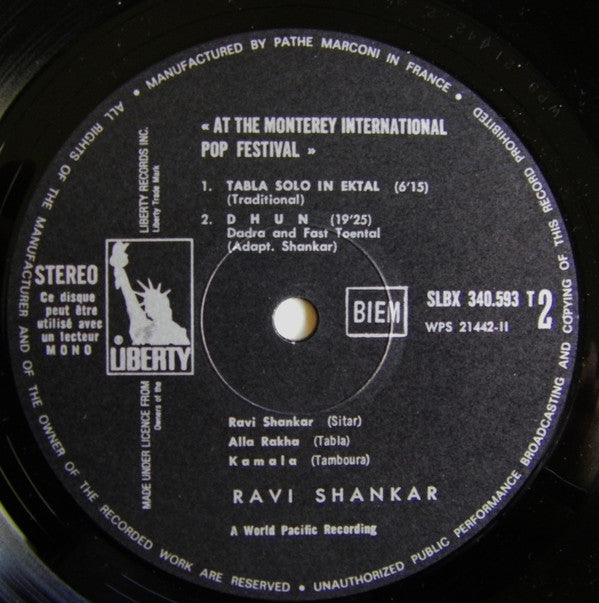 ALL RIGHTS OF THE MANUFACTURER AND OF THE OWNER OF THE RECORDED WORK ARE RESERVED • UNAUTHORIZED PUBLIC PERFORMANCE BROADCASTING AND COPYING OF THIS RECORD PROHIBITED • MANUFACTURED BY PATHE MARCONI IN FRANCE •
« AT THE MONTEREY INTERNATIONAL
POP FESTIVAL »
1. TABLA SOLO IN EKTAL (6'15)
(Traditional)
2. DHUN (19'25)
Dadra and Fast Toental
(Adapt. Shankar)
LIBERTY RECORDS INC.
Liberty Trade Mark
STEREO
Ce disque
peut être
utilisé avec
un lecteur
MONO
LIBERTY
MADE UNDER LICENCE FROM
Owners of the
BIEM
SLBX 340.593 T2
WPS 21442-II
Ravi Shankar (Sitar)
Alla Rakha (Tabla)
Kamala (Tamboura)
RAVI SHANKAR
A World Pacific Recording